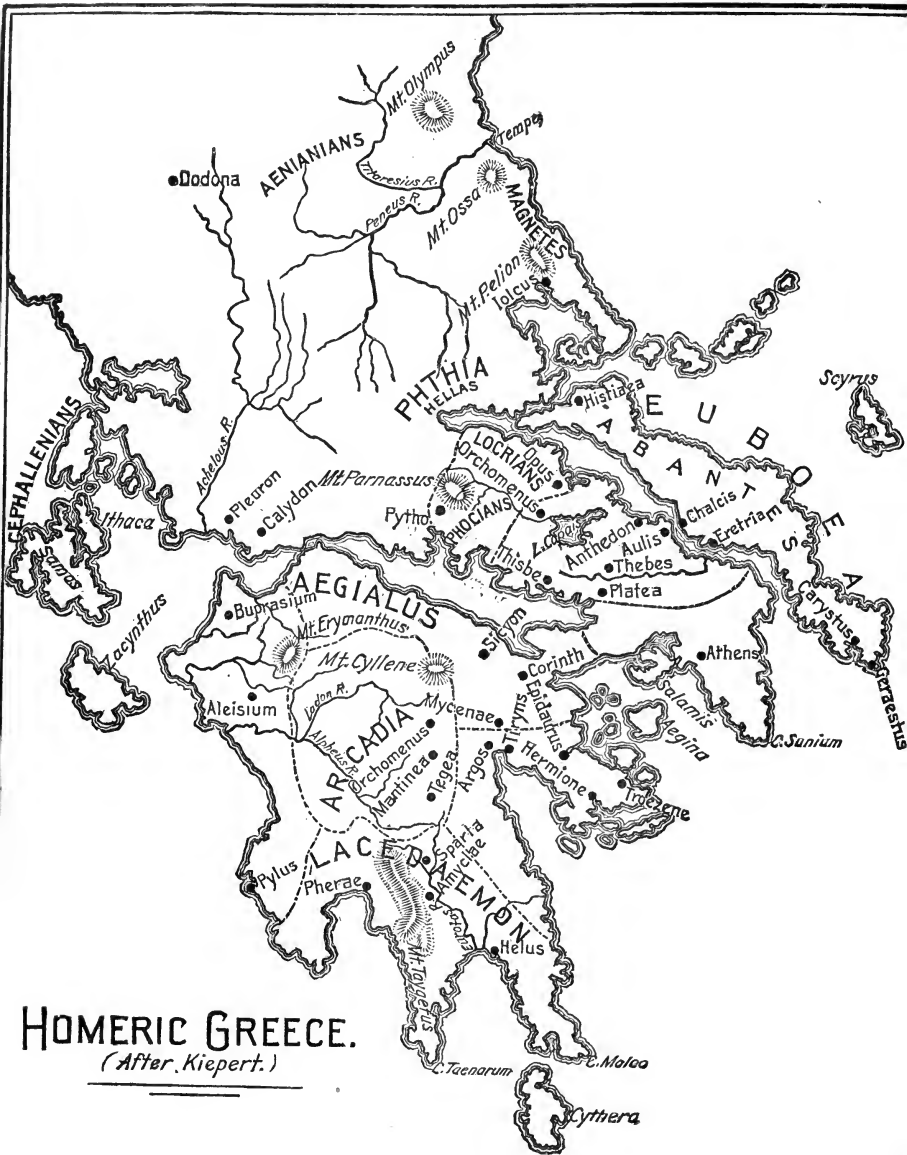 Mt. Olympus
Tempe
AENIANIANS
Titaresius R.
Dodona
Peneus R.
Mt. Ossa
MAGNETES
Mt. Pelion
Iolcus
PHTHIA
HELLAS
Histiaea
EUBOEA
ABANTES
Scyrus
CEPHALLENIANS
Achelous R.
LOCRIANS
Opus
Orchomenus
Mt. Parnassus
Pleuron
Calydon
Pytho.
PHOCIANS
Ithaca
Samos
Chalcis
Eretria
Anthedon
Aulis
Thisbe
Thebes
Platea
AEGIALUS
Buprasium
Mt. Erymanthus
Sicyon
Carystus
Geraestus
Zacynthus
Mt. Cyllene
Corinth
Athens
Salamis
Aegina
C. Sunium
Aleisium
Ladon R.
Mycenae
Tiryns
Epidaurus
Alpheus R.
ARCADIA
Orchomenus
Mantinea
Tegea
Argos
Hermione
Troezene
LACEDAEMON
Sparta
Amyclae
Pylus
Pherae
Eurotas R.
Helus
Mt. Taygetus
HOMERIC GREECE.
(After Kiepert.)
C. Taenarum
C. Malea
Cythera